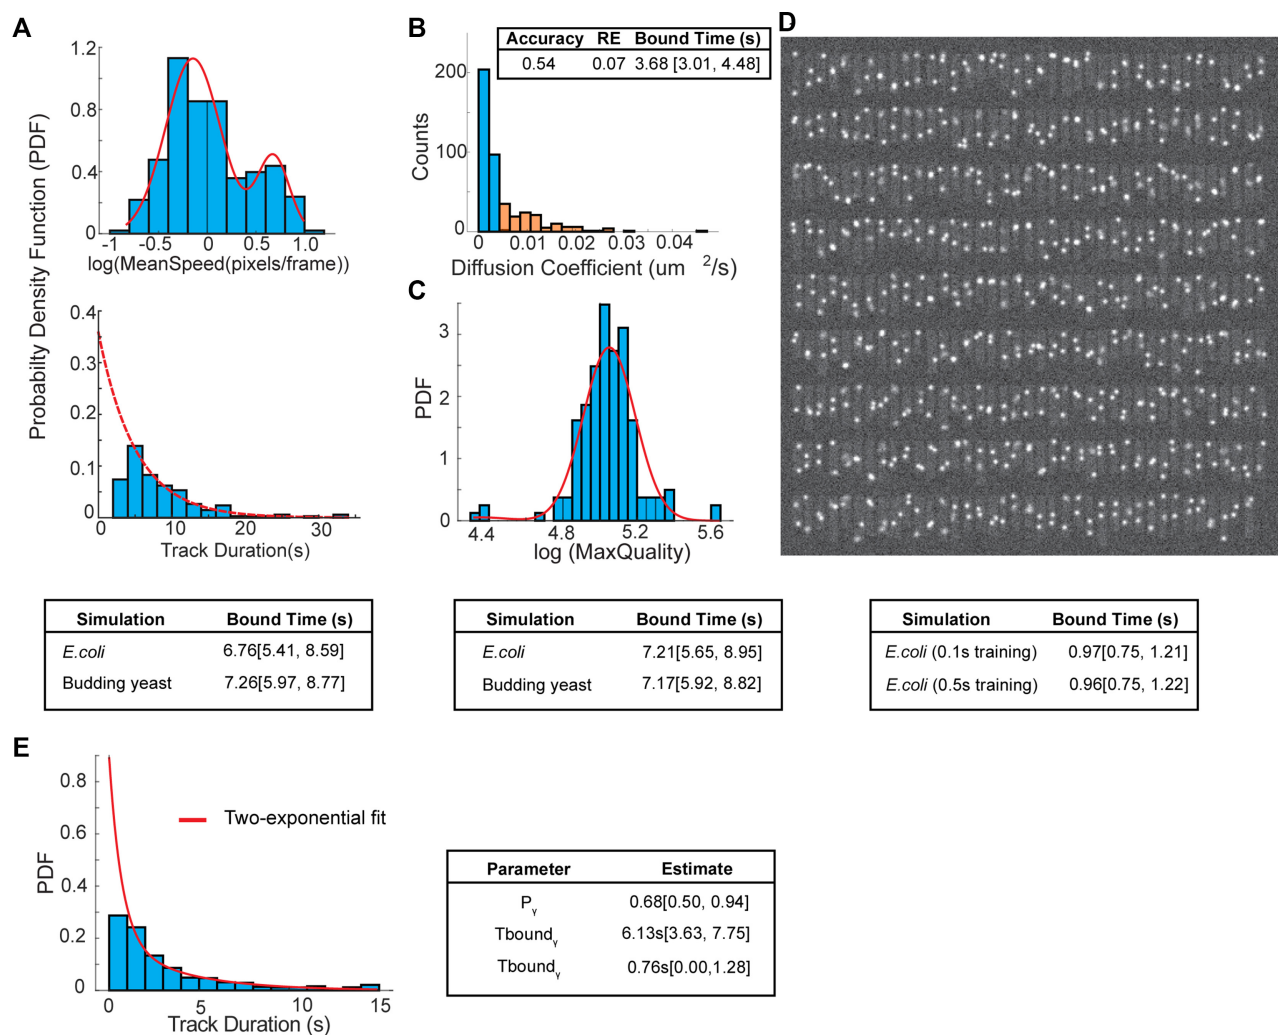 A
Probabilty Density Function (PDF)
1.2
0.8
0.4
0
-1 -0.5 0 0.5 1.0
log(MeanSpeed(pixels/frame))
0.4
0.3
0.2
0.1
0
0 10 20 30
Track Duration(s)
B
Accuracy RE Bound Time (s)
0.54 0.07 3.68 [3.01, 4.48]
Counts
200
100
0
0 0.01 0.02 0.04
Diffusion Coefficient (um 2/s)
C
PDF
3
2
1
0
4.4 4.8 5.2 5.6
log (MaxQuality)
D
Simulation Bound Time (s)
E.coli 6.76[5.41, 8.59]
Budding yeast 7.26[5.97, 8.77]
Simulation Bound Time (s)
E.coli 7.21[5.65, 8.95]
Budding yeast 7.17[5.92, 8.82]
Simulation Bound Time (s)
E.coli (0.1s training) 0.97[0.75, 1.21]
E.coli (0.5s training) 0.96[0.75, 1.22]
E
PDF
0.8
0.6
0.4
0.2
0
0 5 10 15
Track Duration (s)
Two-exponential fit
Parameter Estimate
Pγ 0.68[0.50, 0.94]
Tboundγ 6.13s[3.63, 7.75]
Tboundγ 0.76s[0.00,1.28]